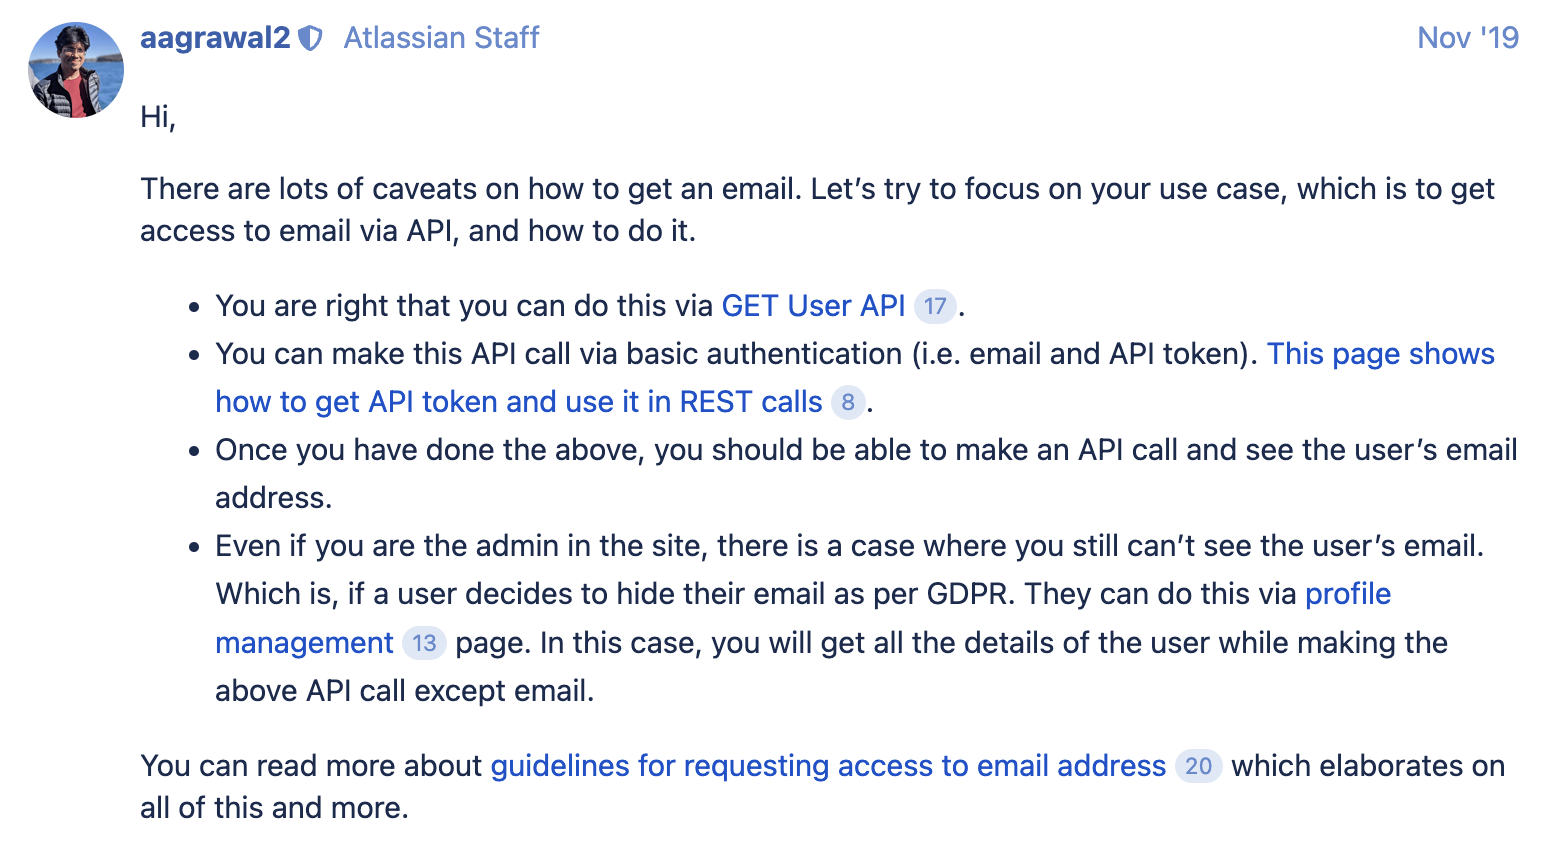 aagrawal2 Atlassian Staff Nov '19
Hi,
There are lots of caveats on how to get an email. Let’s try to focus on your use case, which is to get
access to email via API, and how to do it.
• You are right that you can do this via GET User API 17.
• You can make this API call via basic authentication (i.e. email and API token). This page shows
how to get API token and use it in REST calls 8.
• Once you have done the above, you should be able to make an API call and see the user’s email
address.
• Even if you are the admin in the site, there is a case where you still can’t see the user’s email.
Which is, if a user decides to hide their email as per GDPR. They can do this via profile
management 13 page. In this case, you will get all the details of the user while making the
above API call except email.
You can read more about guidelines for requesting access to email address 20 which elaborates on
all of this and more.